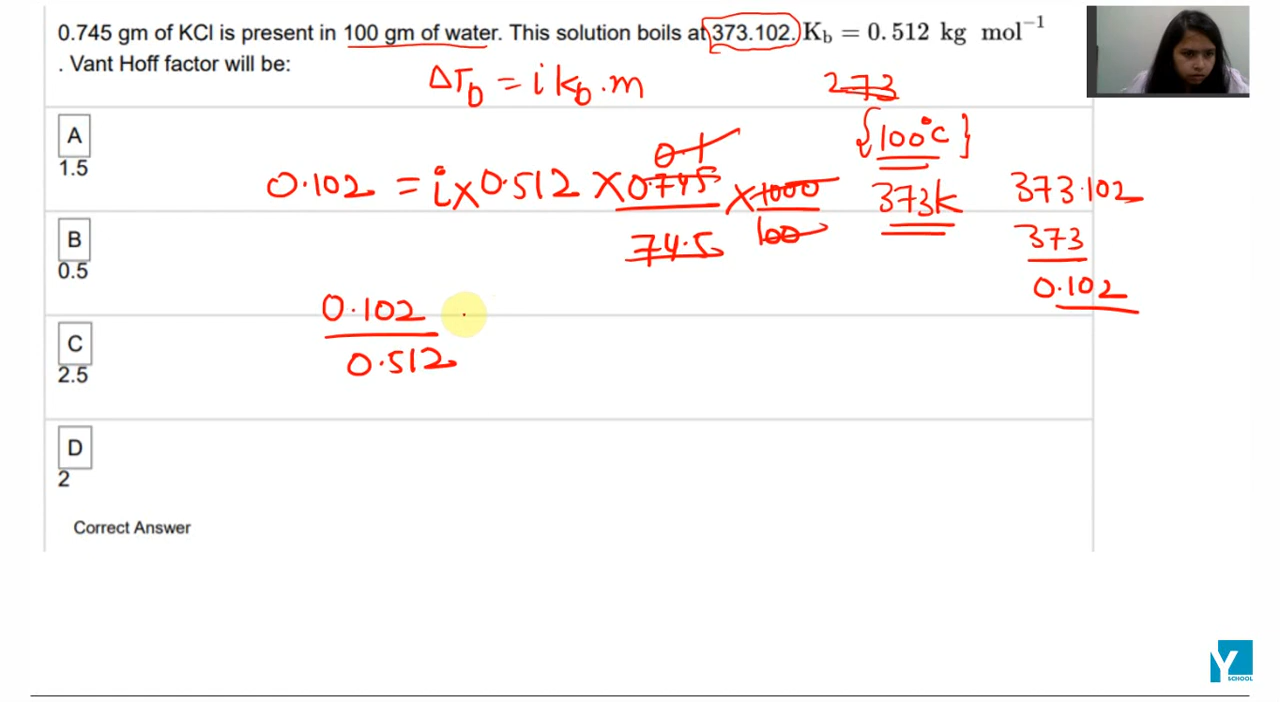 0.745 gm of KCl is present in 100 gm of water. This solution boils at 373.102. K_b = 0.512 kg mol⁻¹
. Vant Hoff factor will be:
ΔT_b = i k_b . m
273
A
1.5
{100°C}
0.1
0.102 = i x 0.512 x 0.745/74.5 x 1000/100
373k
373.102
373
0.102
B
0.5
0.102/0.512
C
2.5
D
2
Correct Answer
Y SCHOOL